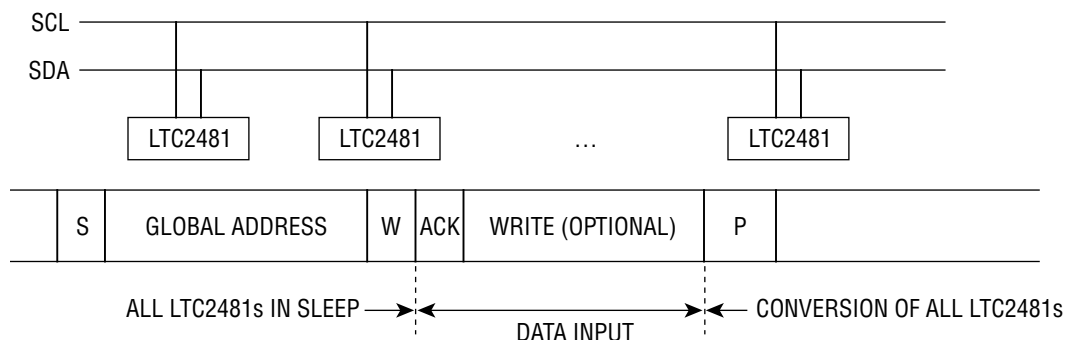 SCL
SDA
LTC2481 LTC2481 ... LTC2481
S GLOBAL ADDRESS W ACK WRITE (OPTIONAL) P
ALL LTC2481s IN SLEEP DATA INPUT CONVERSION OF ALL LTC2481s